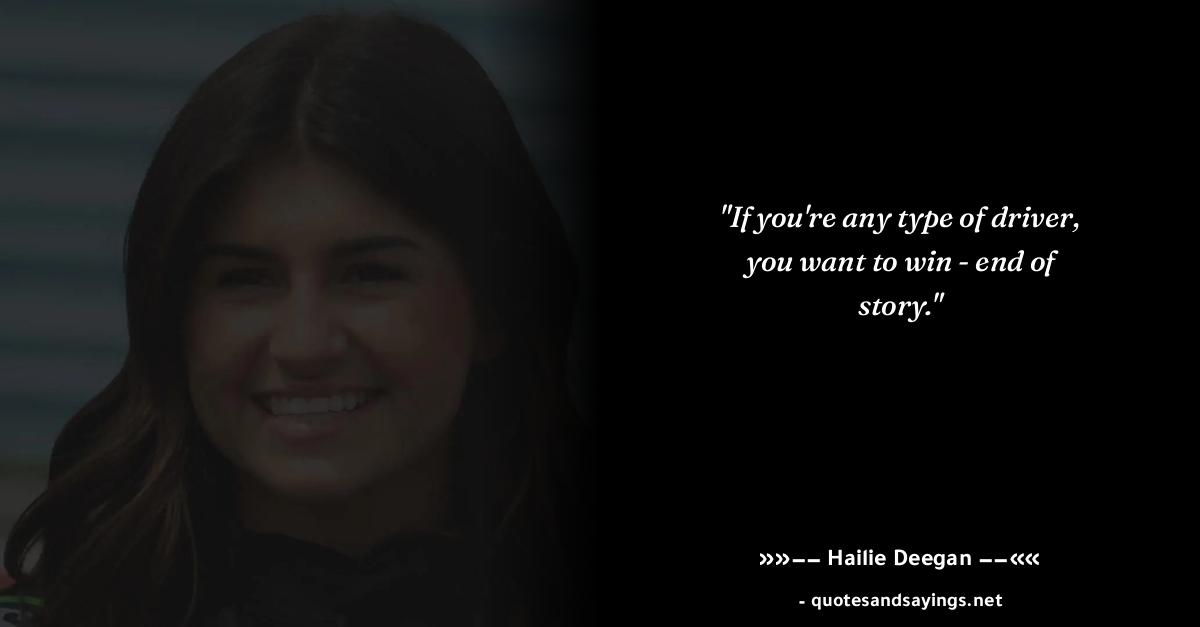 "If you're any type of driver,
you want to win - end of
story."
»»−− Hailie Deegan −−««
- quotesandsayings.net